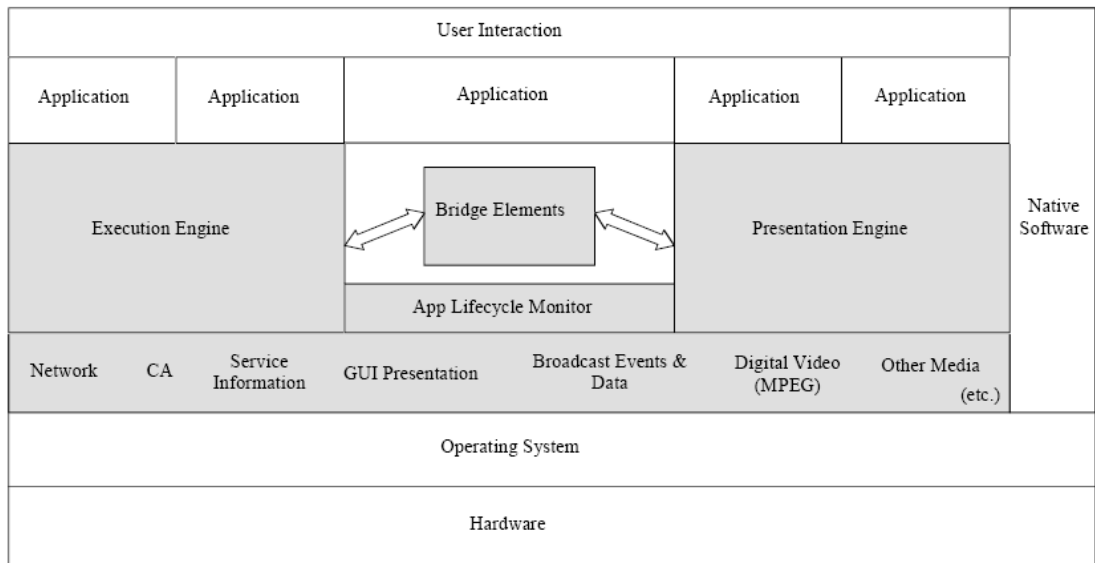 User Interaction
Application
Application
Application
Application
Application
Execution Engine
Bridge Elements
Presentation Engine
Native
Software
App Lifecycle Monitor
Network
CA
Service
Information
GUI Presentation
Broadcast Events &
Data
Digital Video
(MPEG)
Other Media
(etc.)
Operating System
Hardware